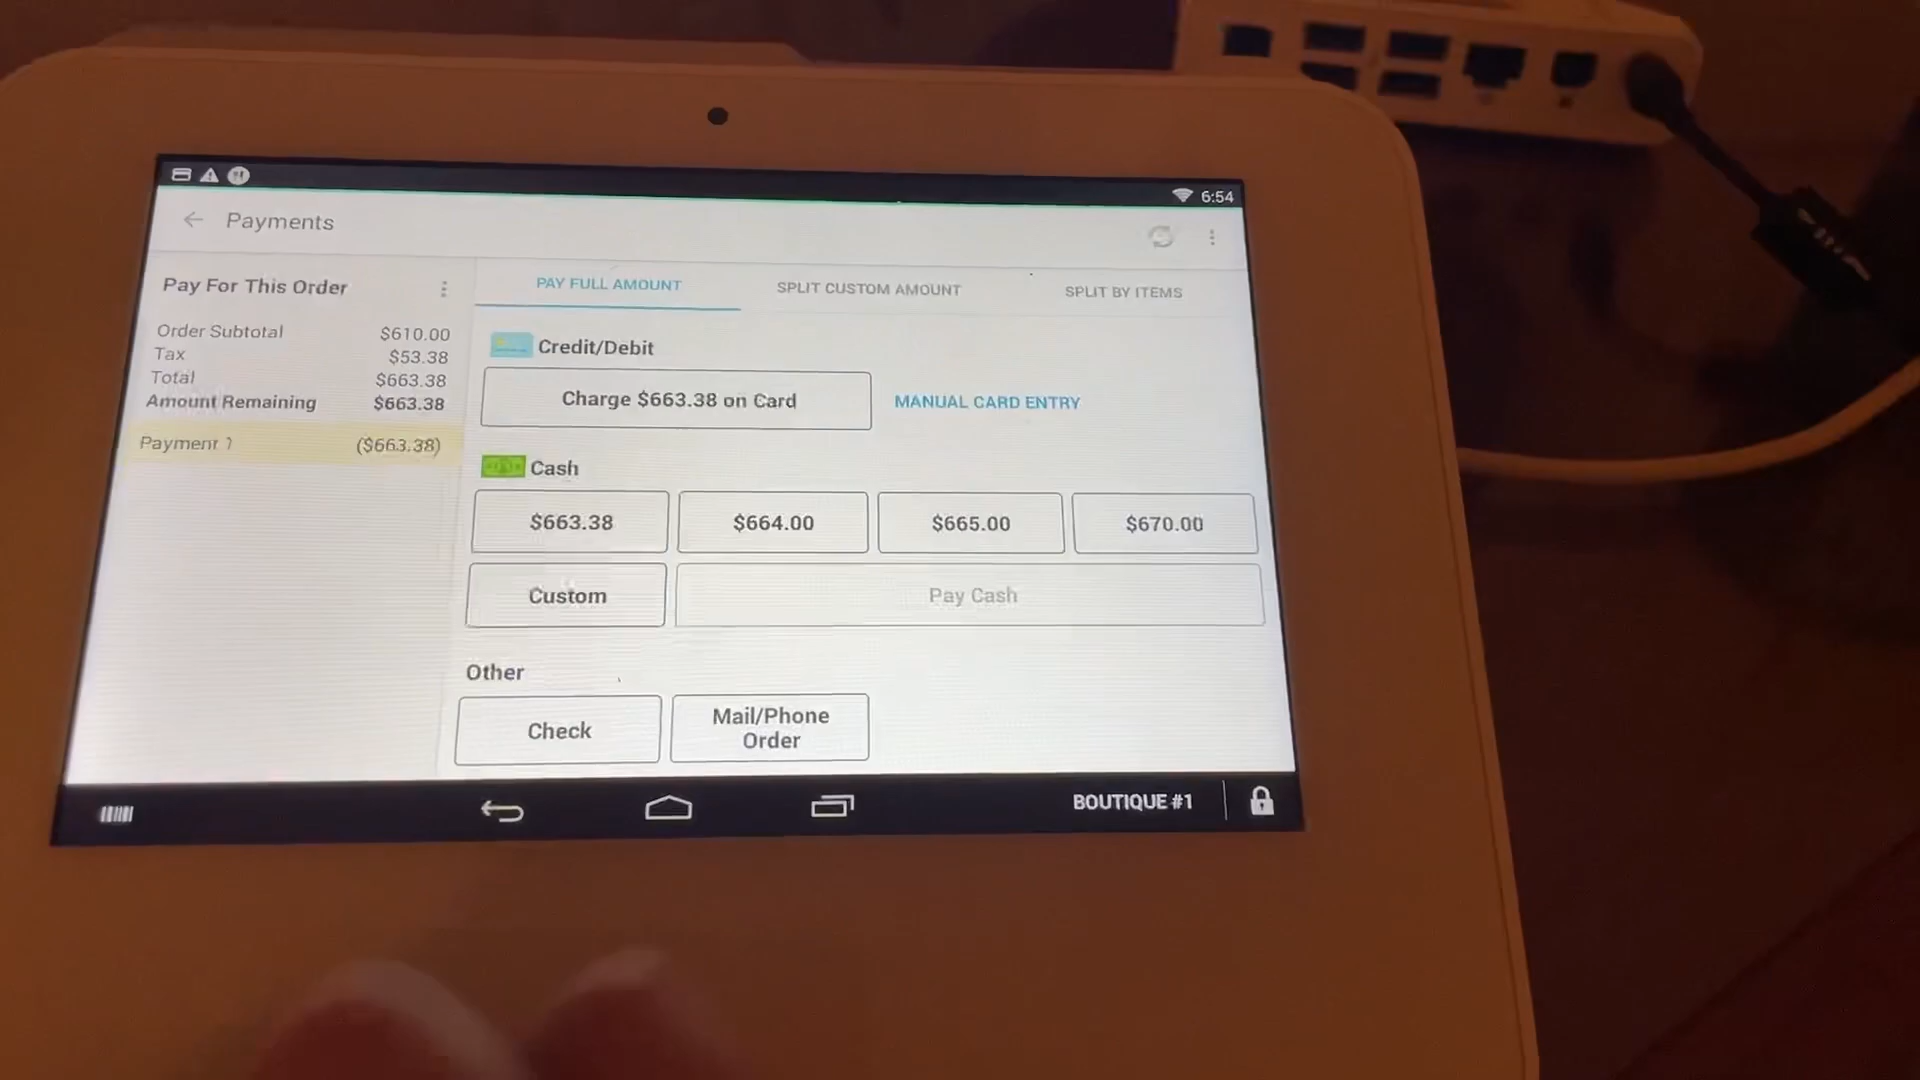 6:54
Payments
Pay For This Order
Order Subtotal $610.00
Tax $53.38
Total $663.38
Amount Remaining $663.38
Payment 1 ($663.38)
PAY FULL AMOUNT
SPLIT CUSTOM AMOUNT
SPLIT BY ITEMS
Credit/Debit
Charge $663.38 on Card
MANUAL CARD ENTRY
Cash
$663.38
$664.00
$665.00
$670.00
Custom
Pay Cash
Other
Check
Mail/Phone
Order
BOUTIQUE #1